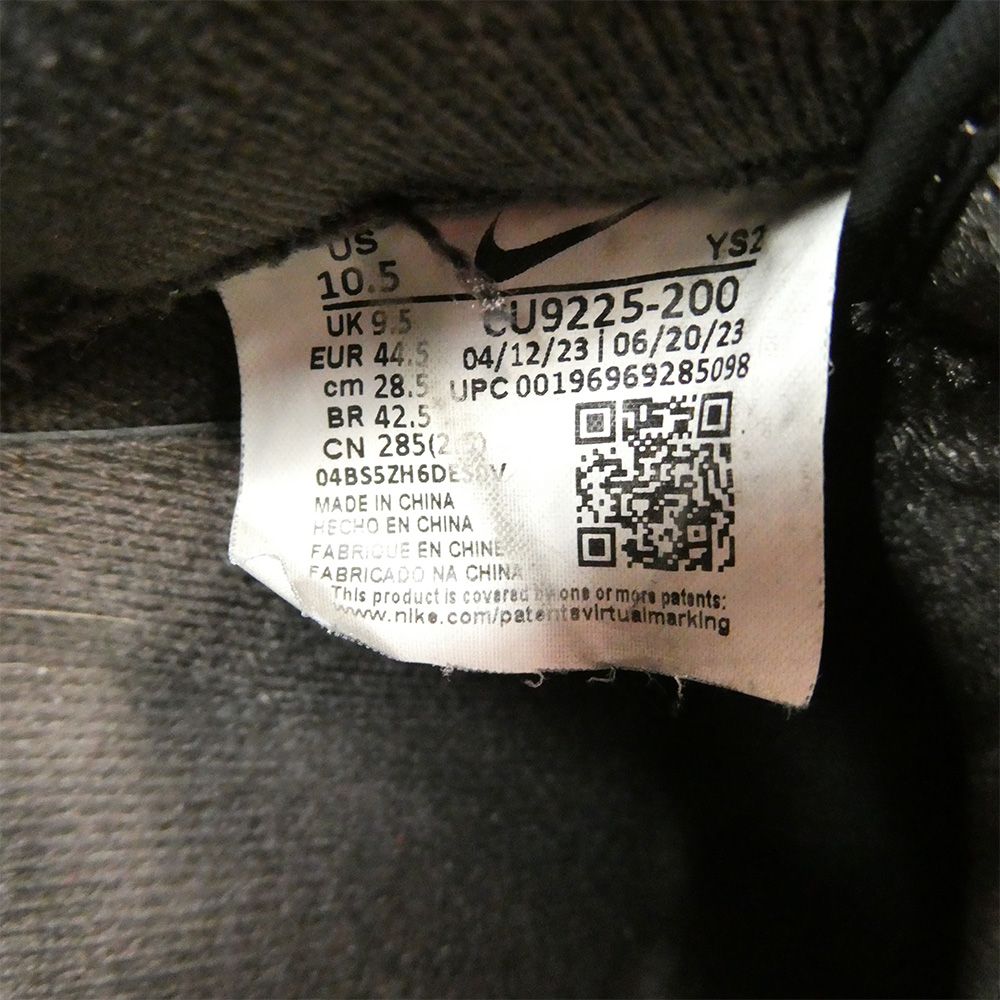 US
10.5
YS2
UK 9.5
CU9225-200
EUR 44.5
04/12/23 | 06/20/23
cm 28.5
UPC 00196969285098
BR 42.5
CN 285(2
MADE IN CHINA
HECHO EN CHINA
FABRIQUE EN CHINE
FABRICADO NA CHINA
This product is covered by one or more patents:
www.nike.com/patentsvirtualmarking